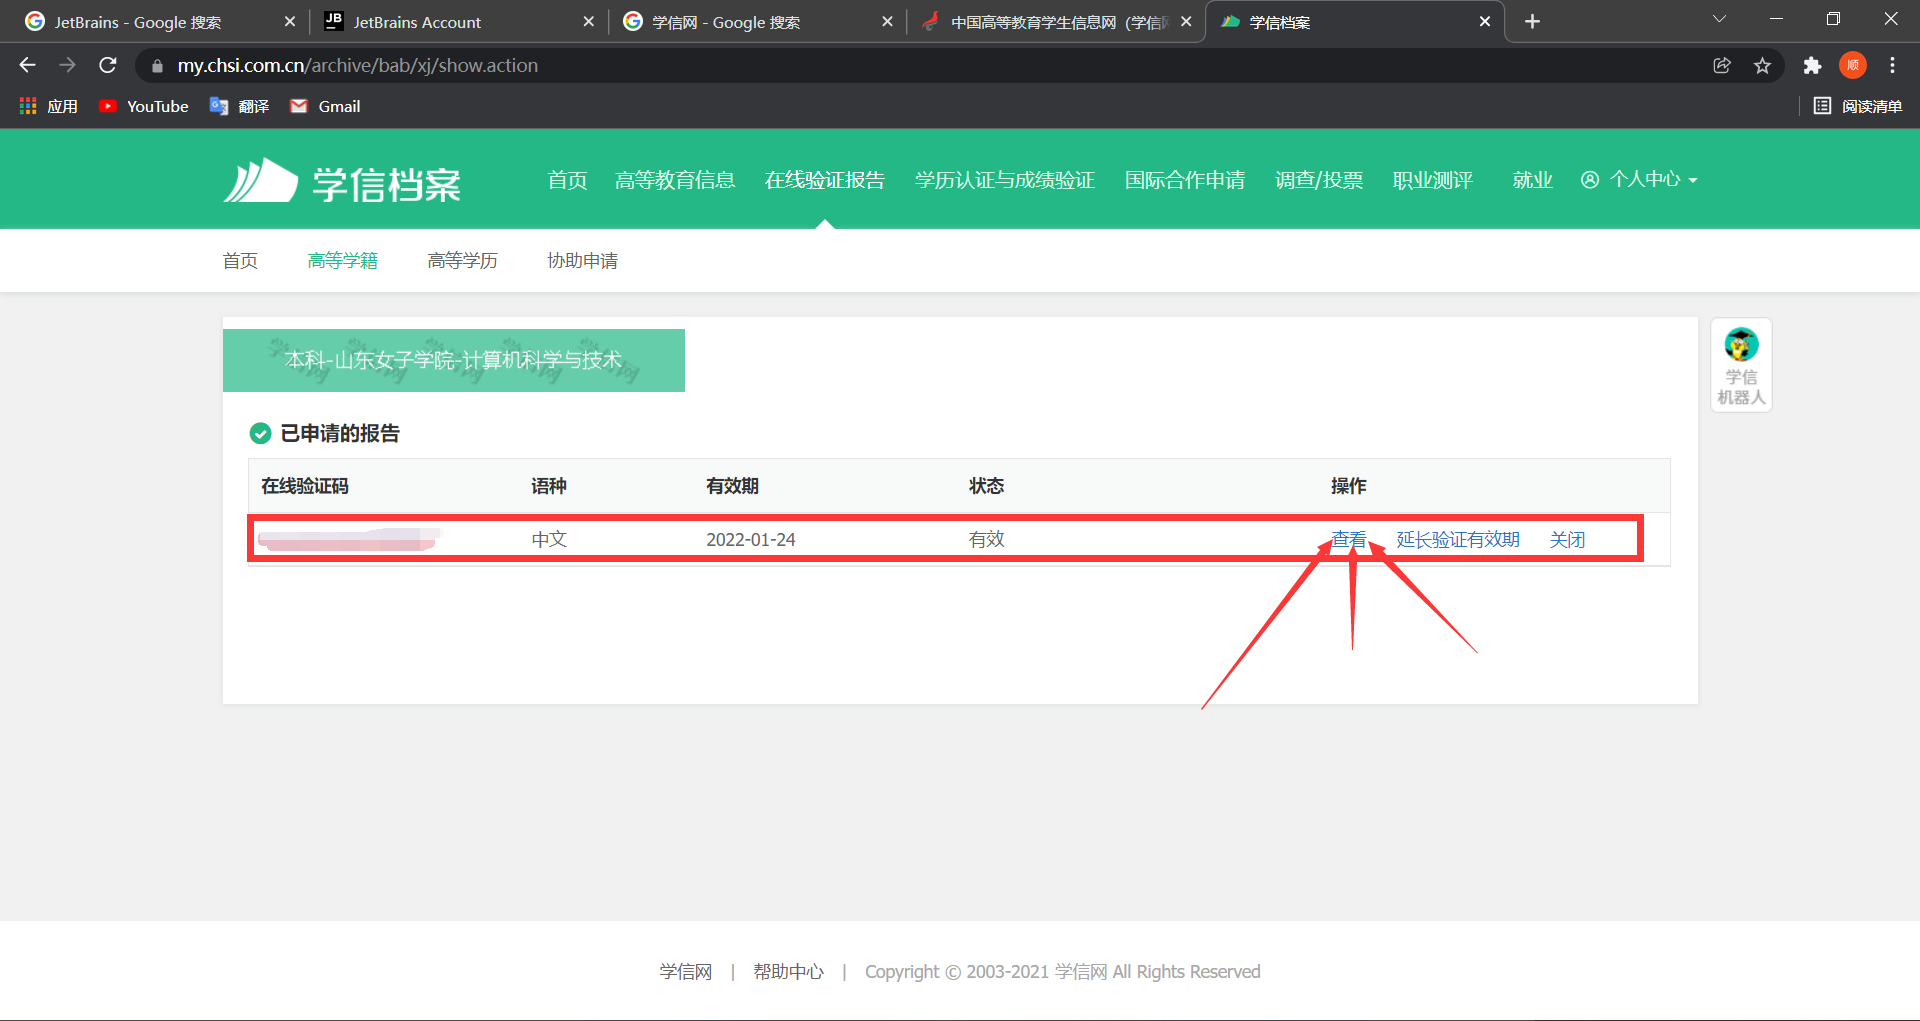 JetBrains - Google 搜索
JB JetBrains Account
学信网 - Google 搜索
中国高等教育学生信息网（学信网
学信档案
my.chsi.com.cn/archive/bab/xj/show.action
顺
应用 YouTube 翻译 Gmail 阅读清单
学信档案
首页 高等教育信息 在线验证报告 学历认证与成绩验证 国际合作申请 调查/投票 职业测评 就业 个人中心
首页 高等学籍 高等学历 协助申请
本科-山东女子学院-计算机科学与技术
学信
机器人
已申请的报告
在线验证码 语种 有效期 状态 操作
中文 2022-01-24 有效 查看 延长验证有效期 关闭
学信网 | 帮助中心 | Copyright © 2003-2021 学信网 All Rights Reserved